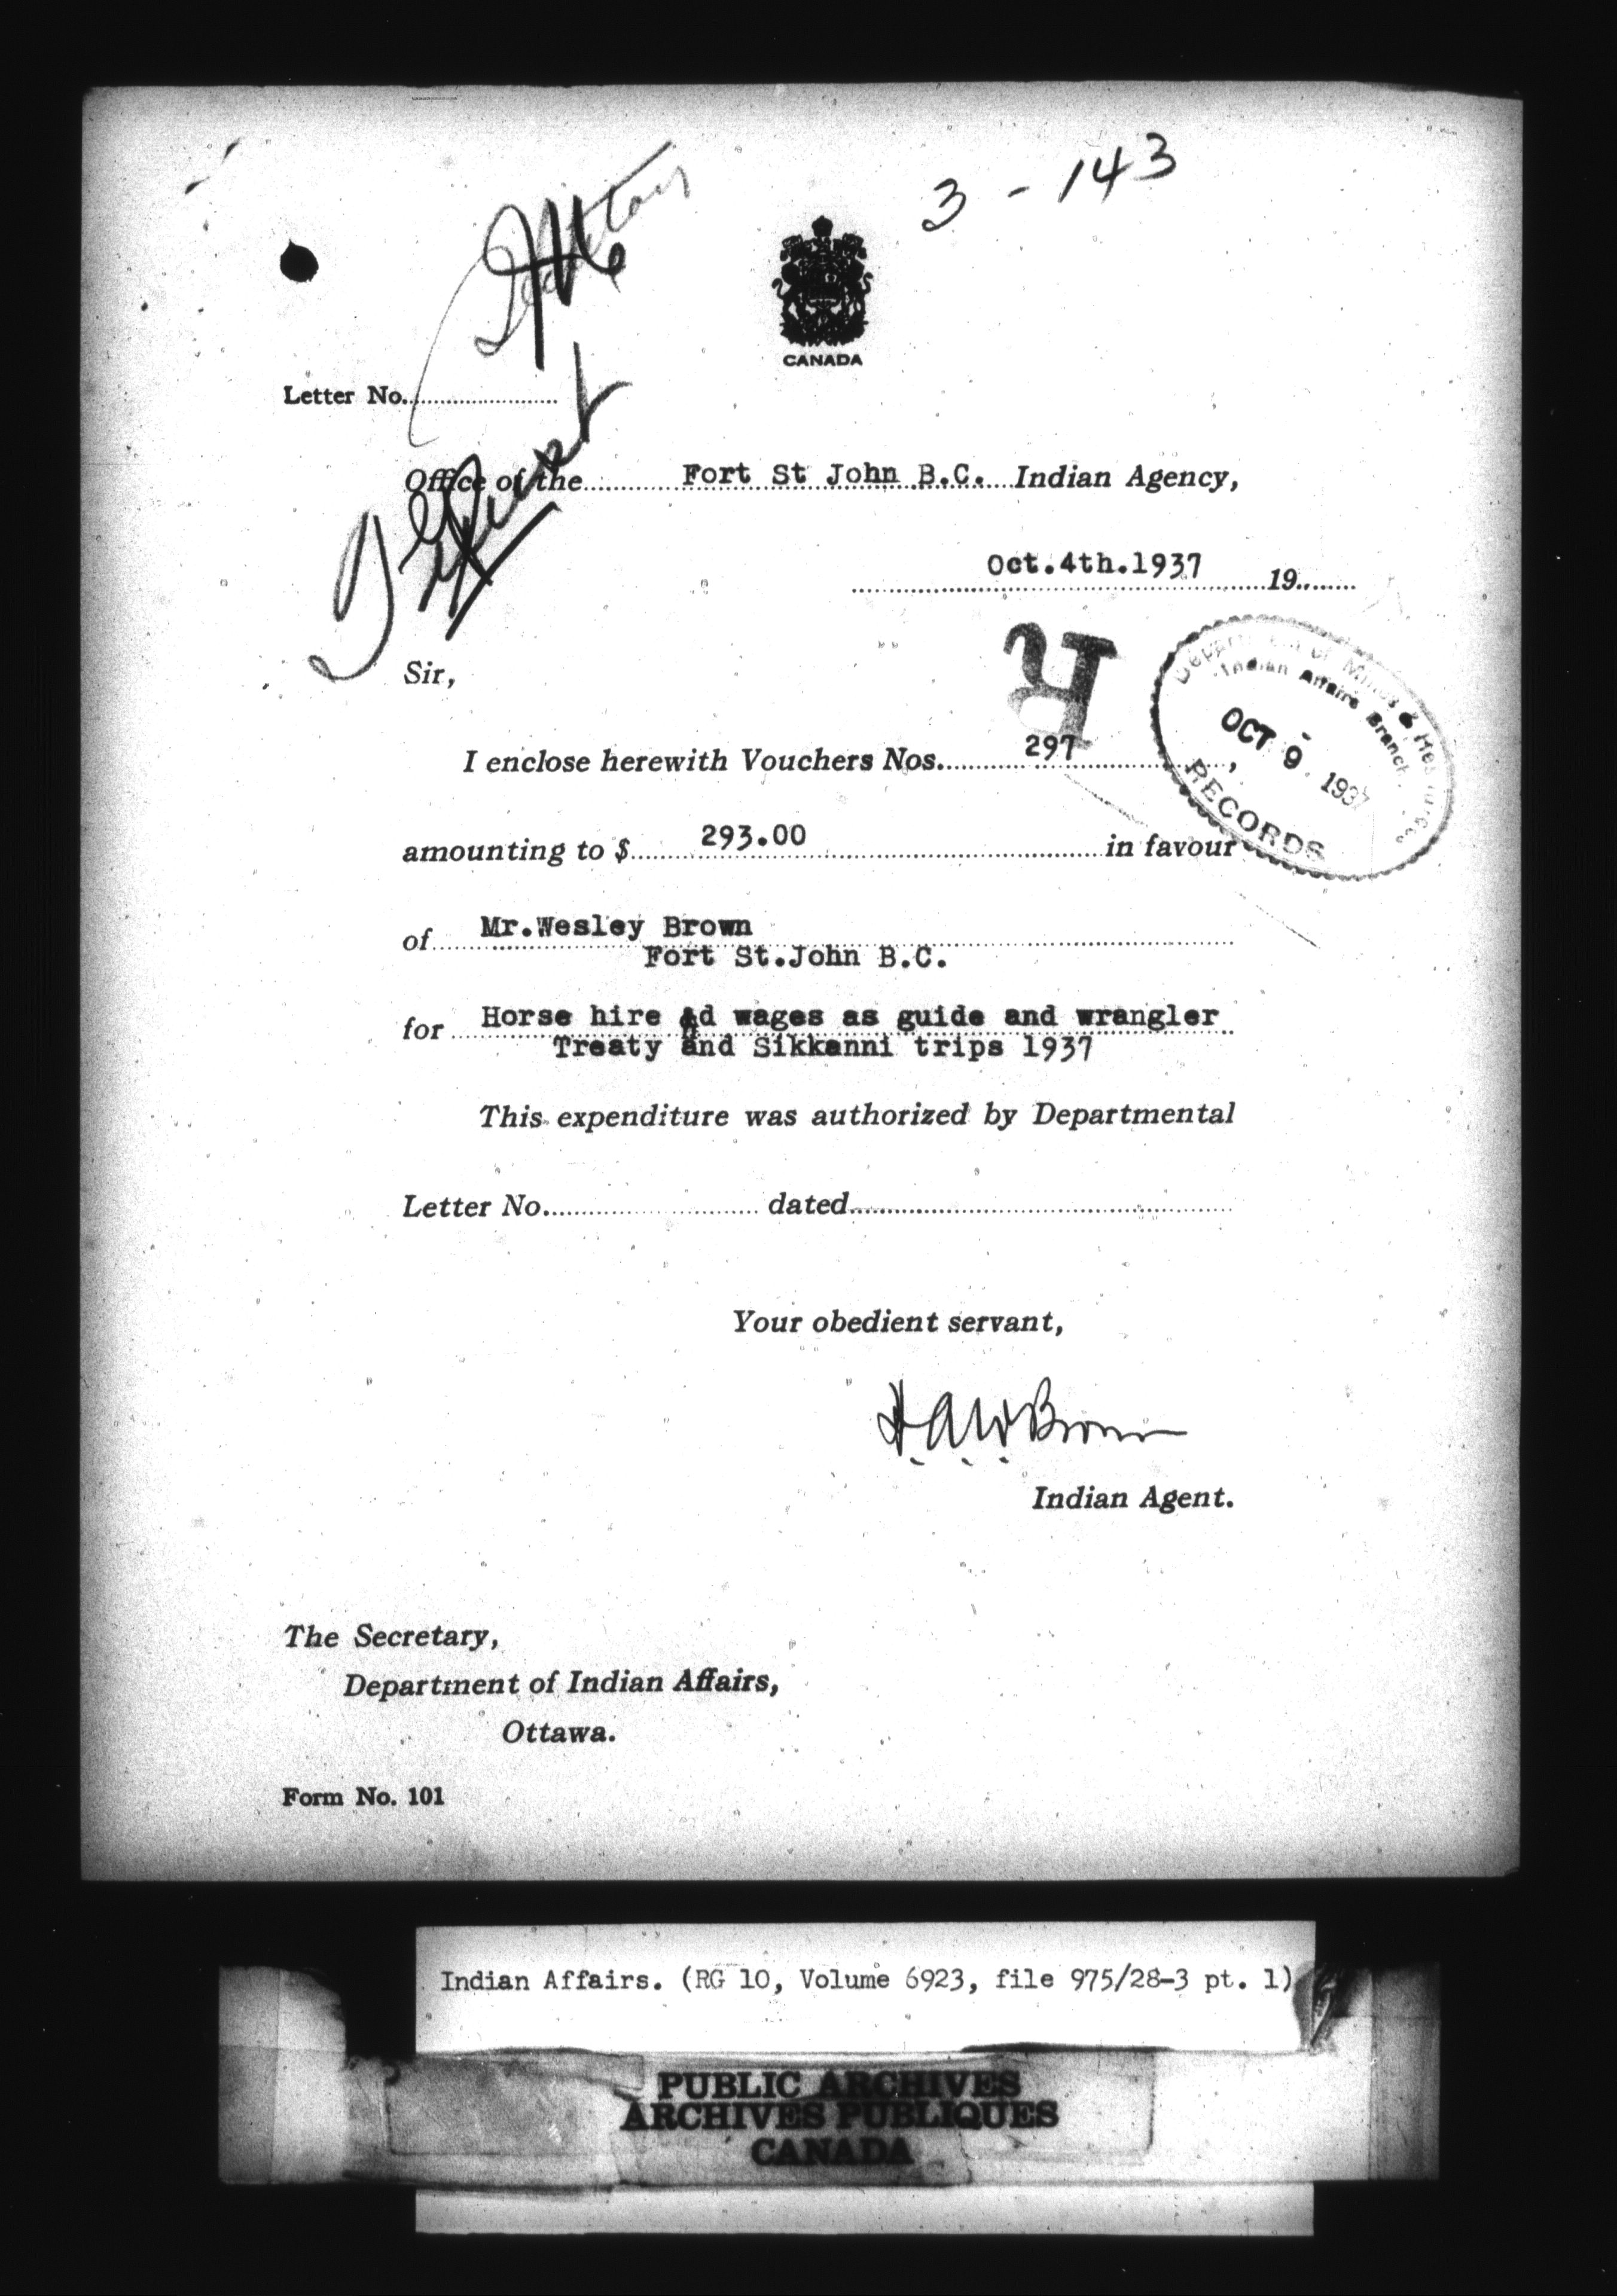 3 - 143
CANADA
Letter No.
Office of the Fort St John B.C. Indian Agency,
Oct.4th.1937 19
R
Department of Mines & Resources
Indian Affairs Branch
OCT 9 - 1937
RECORDS
Sir,
I enclose herewith Vouchers Nos. 297,
amounting to $ 293.00 in favour
of Mr.Wesley Brown
Fort St.John B.C.
for Horse hire ad wages as guide and wrangler
Treaty and Sikkanni trips 1937
This expenditure was authorized by Departmental
Letter No. dated
Your obedient servant,
H.A.W. Brown
Indian Agent.
The Secretary,
Department of Indian Affairs,
Ottawa.
Form No. 101
Indian Affairs. (RG 10, Volume 6923, file 975/28-3 pt. 1)
PUBLIC ARCHIVES
ARCHIVES PUBLIQUES
CANADA